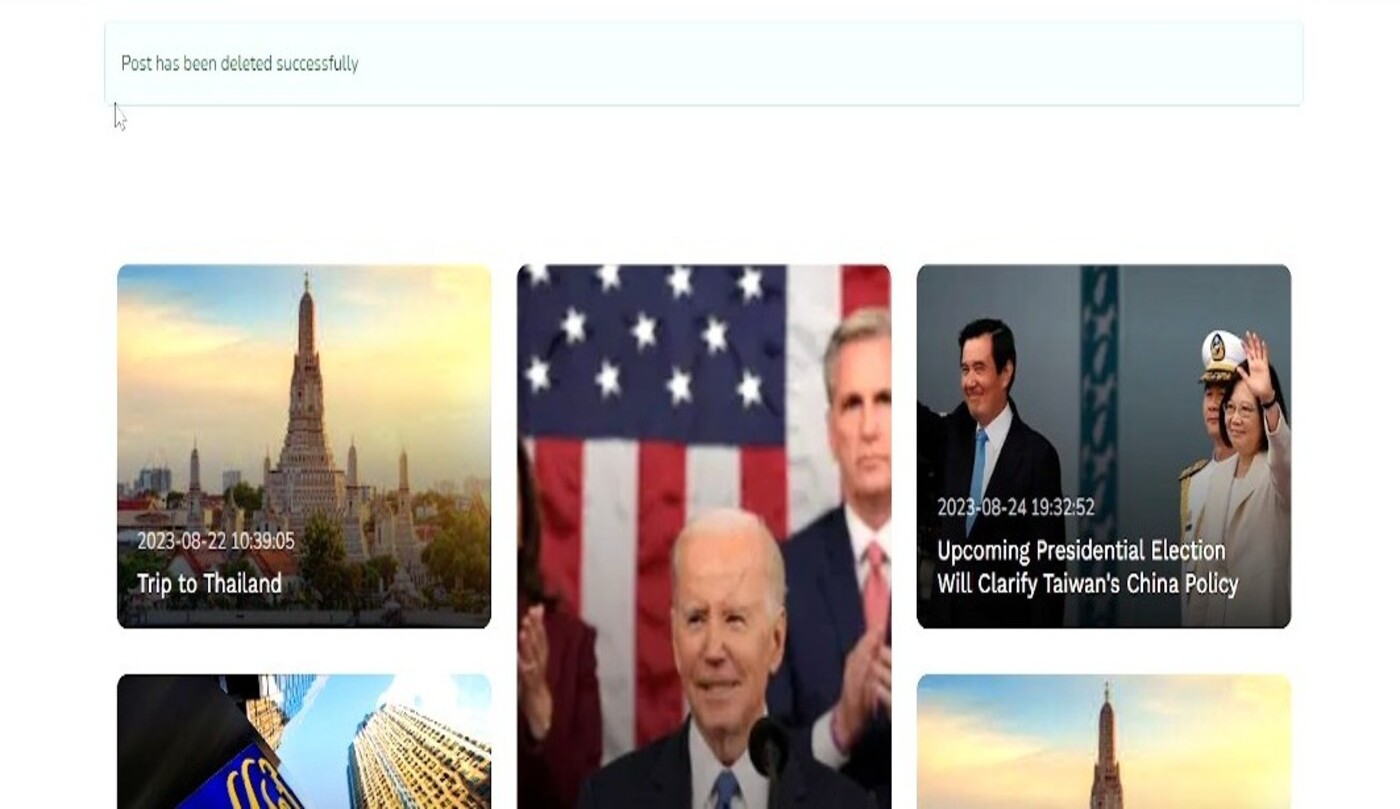 Post has been deleted successfully
2023-08-22 10:39:05
Trip to Thailand
2023-08-24 19:32:52
Upcoming Presidential Election
Will Clarify Taiwan's China Policy